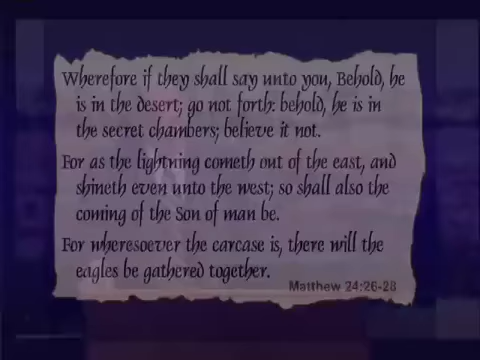 Wherefore if they shall say unto you, Behold, he
is in the desert; go not forth: behold, he is in
the secret chambers; believe it not.
For as the lightning cometh out of the east, and
shineth even unto the west; so shall also the
coming of the Son of man be.
For wheresoever the carcase is, there will the
eagles be gathered together.
Matthew 24:26-28